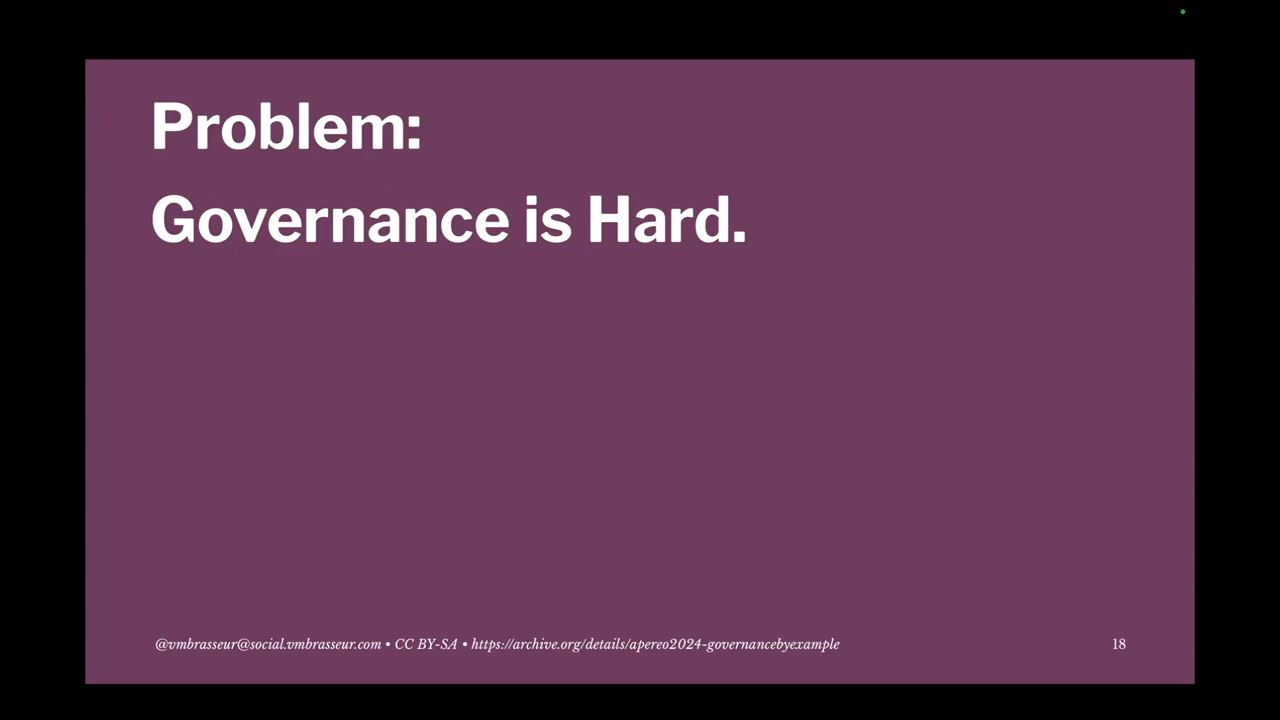 Problem:
Governance is Hard.
@vmbrasseur@social.vmbrasseur.com • CC BY-SA • https://archive.org/details/apereo2024-governancebyexample 18